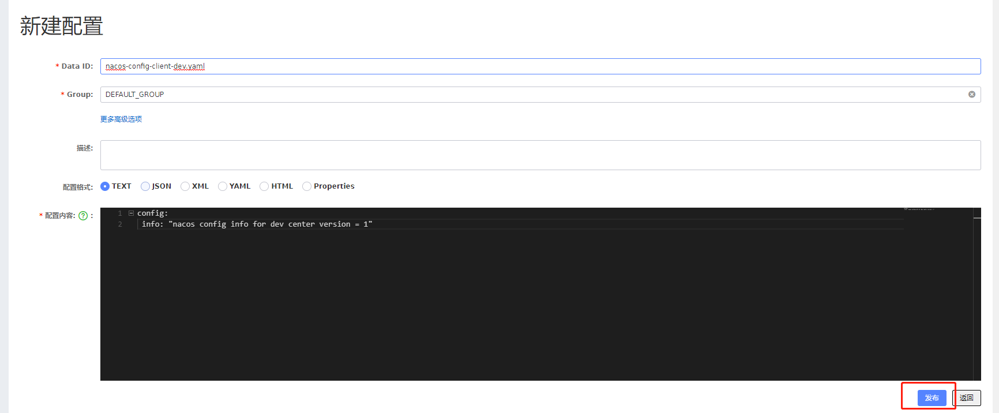 新建配置
* Data ID: nacos-config-client-dev.yaml
* Group: DEFAULT_GROUP
更多高级选项
描述:
配置格式: TEXT JSON XML YAML HTML Properties
* 配置内容: ? :
1 config:
2 info: "nacos config info for dev center version = 1"
发布 返回